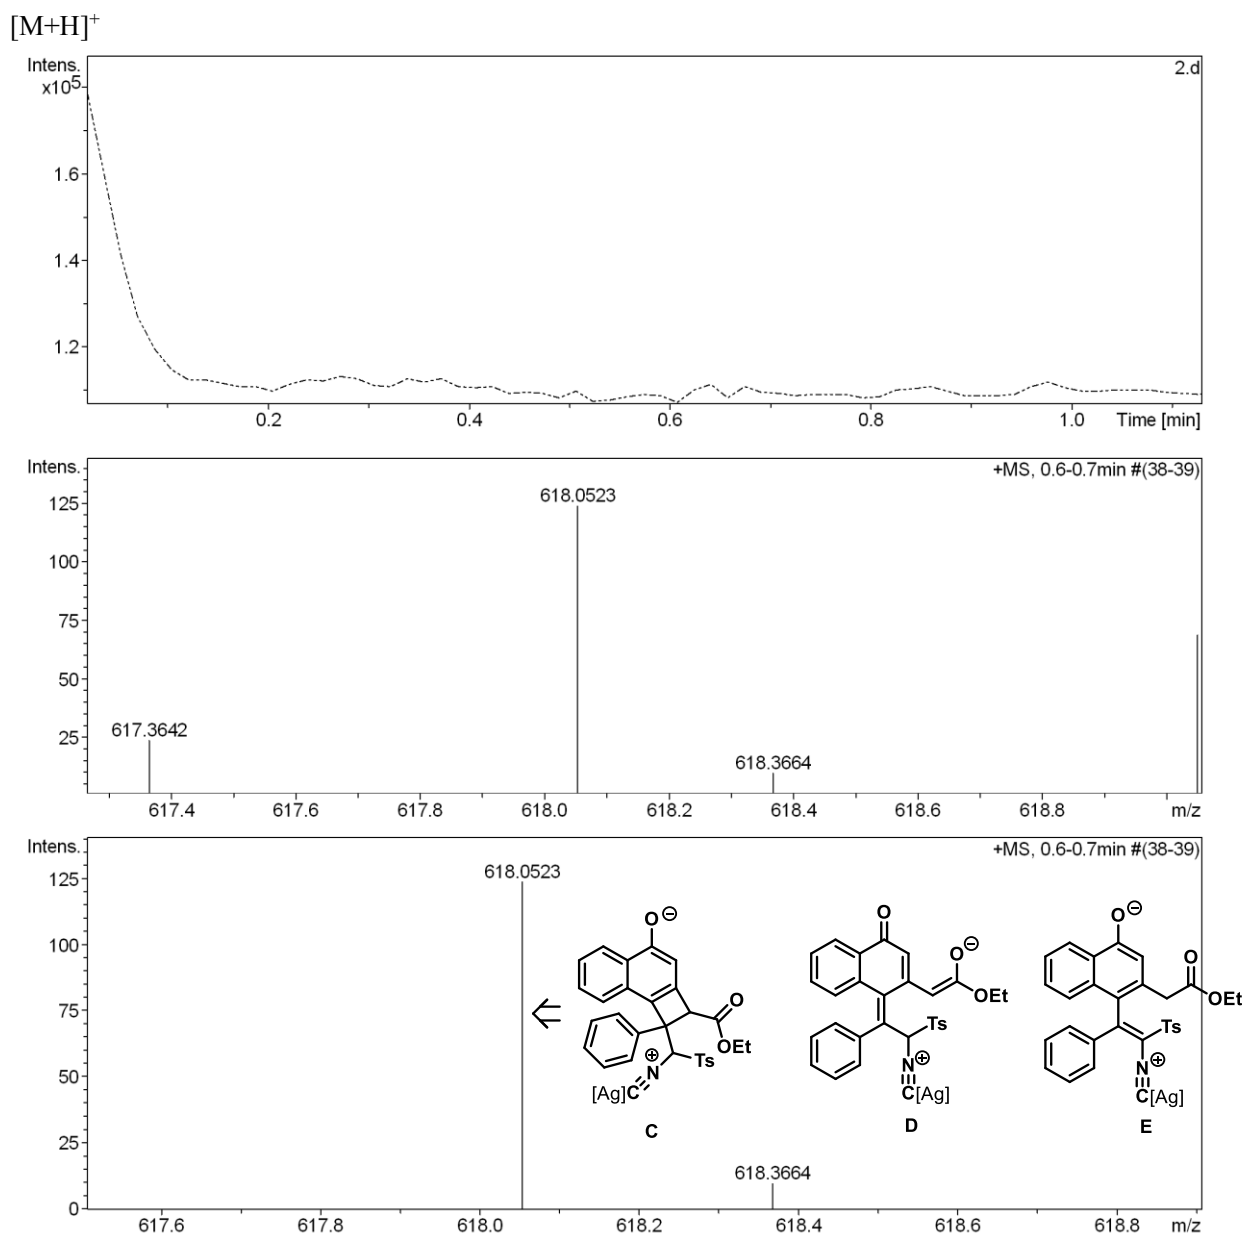 [M+H]+
Intens.
x10^5
2.d
1.6
1.4
1.2
0.2 0.4 0.6 0.8 1.0 Time [min]
Intens.
+MS, 0.6-0.7min #(38-39)
125
618.0523
100
75
50
617.3642
25
618.3664
617.4 617.6 617.8 618.0 618.2 618.4 618.6 618.8 m/z
Intens.
+MS, 0.6-0.7min #(38-39)
125
618.0523
100
75
50
25
0
O ⊖
O
OEt
⊕
N
Ts
[Ag]C
C
O
O ⊖
OEt
Ts
N ⊕
C[Ag]
D
O ⊖
O
OEt
Ts
N ⊕
C[Ag]
E
618.3664
617.6 617.8 618.0 618.2 618.4 618.6 618.8 m/z